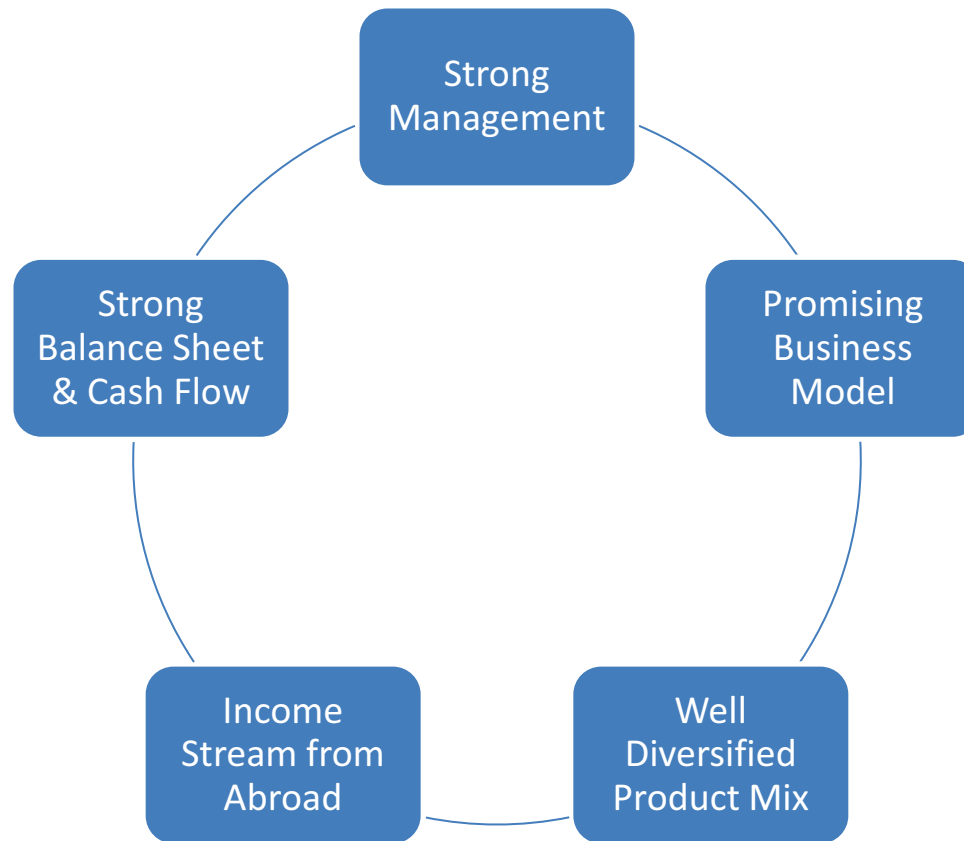 Strong
Management
Promising
Business
Model
Well
Diversified
Product Mix
Income
Stream from
Abroad
Strong
Balance Sheet
& Cash Flow